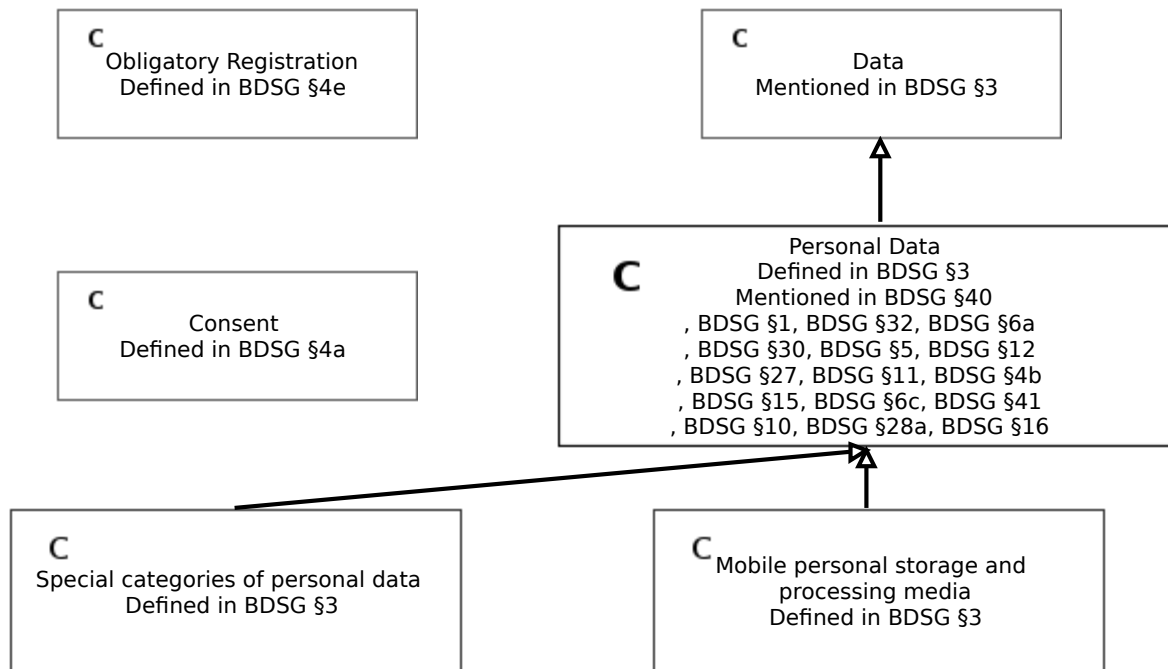 C
Obligatory Registration
Defined in BDSG §4e
C
Data
Mentioned in BDSG §3
C
Personal Data
Defined in BDSG §3
Mentioned in BDSG §40
, BDSG §1, BDSG §32, BDSG §6a
, BDSG §30, BDSG §5, BDSG §12
, BDSG §27, BDSG §11, BDSG §4b
, BDSG §15, BDSG §6c, BDSG §41
, BDSG §10, BDSG §28a, BDSG §16
C
Consent
Defined in BDSG §4a
C
Special categories of personal data
Defined in BDSG §3
C
Mobile personal storage and
processing media
Defined in BDSG §3